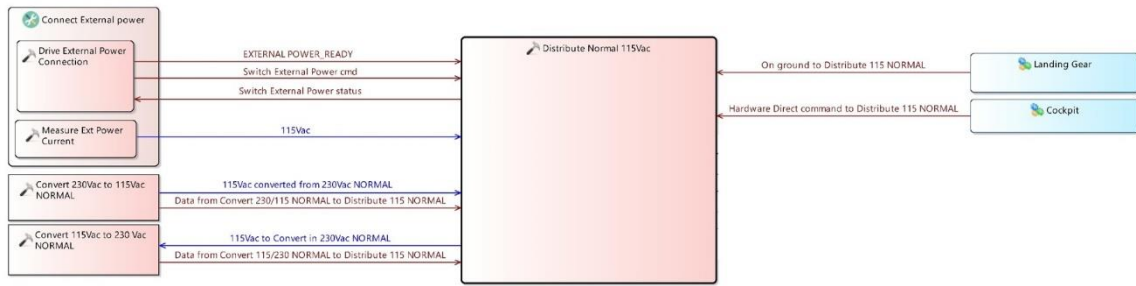 Connect External power
Drive External Power
Connection
EXTERNAL POWER_READY
Switch External Power cmd
Switch External Power status
Measure Ext Power
Current
115Vac
Convert 230Vac to 115Vac
NORMAL
115Vac converted from 230Vac NORMAL
Data from Convert 230/115 NORMAL to Distribute 115 NORMAL
Convert 115Vac to 230 Vac
NORMAL
115Vac to Convert in 230Vac NORMAL
Data from Convert 115/230 NORMAL to Distribute 115 NORMAL
Distribute Normal 115Vac
On ground to Distribute 115 NORMAL
Landing Gear
Hardware Direct command to Distribute 115 NORMAL
Cockpit